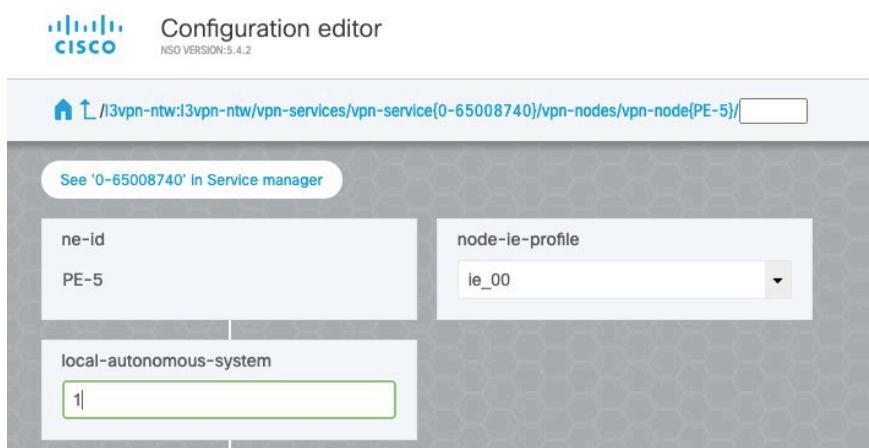 CISCO
Configuration editor
NSO VERSION:5.4.2
/l3vpn-ntw:l3vpn-ntw/vpn-services/vpn-service{0-65008740}/vpn-nodes/vpn-node{PE-5}/
See '0-65008740' in Service manager
ne-id
PE-5
node-ie-profile
ie_00
local-autonomous-system
1